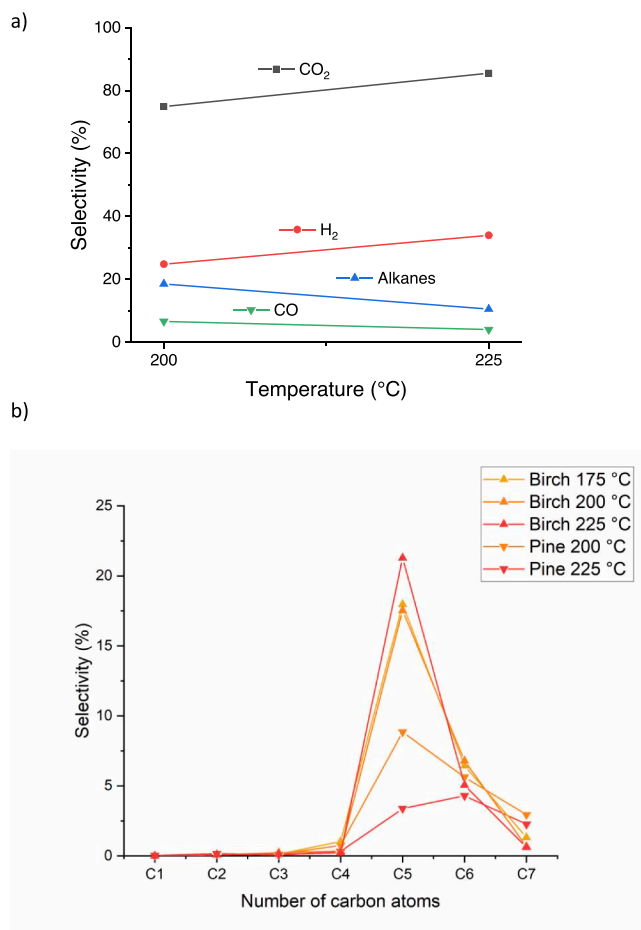 a)
100
80
60
40
20
0
Selectivity (%)
CO₂
H₂
Alkanes
CO
200
225
Temperature (°C)
b)
Birch 175 °C
Birch 200 °C
Birch 225 °C
Pine 200 °C
Pine 225 °C
25
20
15
10
5
0
Selectivity (%)
C1 C2 C3 C4 C5 C6 C7
Number of carbon atoms